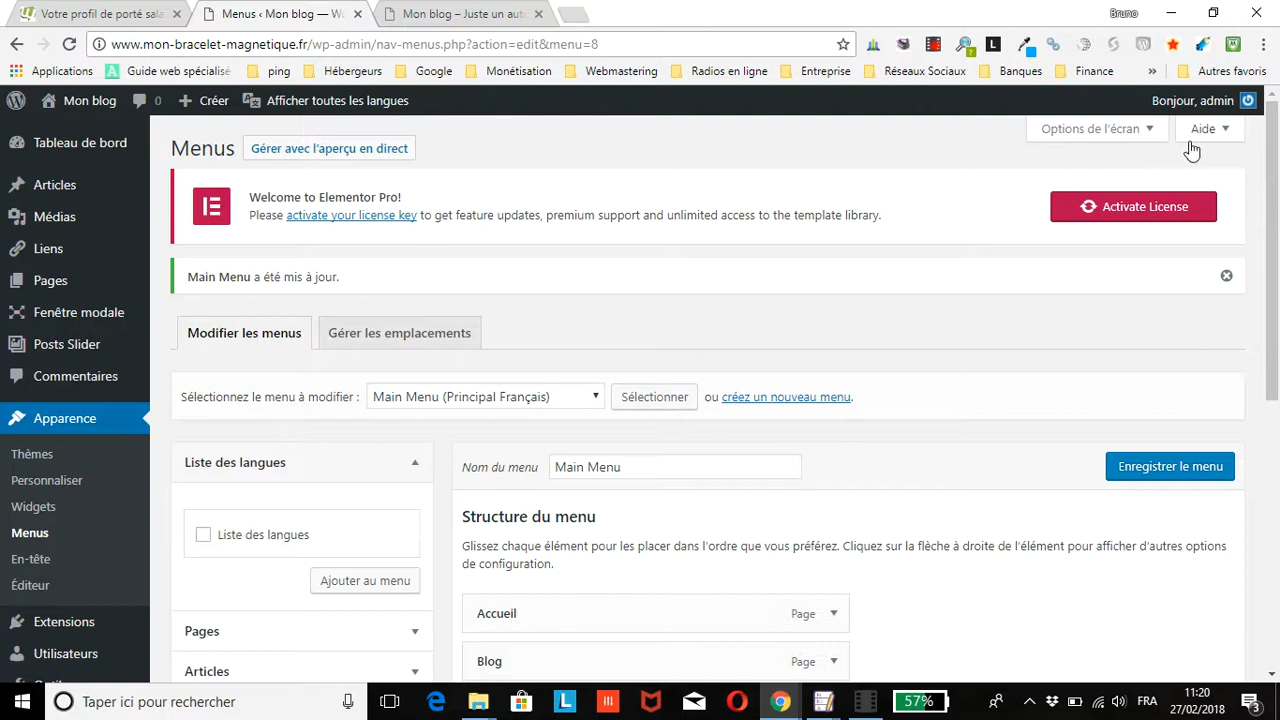 Votre profil de porté sala
Menus ‹ Mon blog — Wo
Mon blog – Juste un aut
Bruno
www.mon-bracelet-magnetique.fr/wp-admin/nav-menus.php?action=edit&menu=8
Applications
Guide web spécialisé
ping
Hébergeurs
Google
Monétisation
Webmastering
Radios en ligne
Entreprise
Réseaux Sociaux
Banques
Finance
»
Autres favoris
Mon blog
0
Créer
Afficher toutes les langues
Bonjour, admin
Tableau de bord
Articles
Médias
Liens
Pages
Fenêtre modale
Posts Slider
Commentaires
Apparence
Thèmes
Personnaliser
Widgets
Menus
En-tête
Éditeur
Extensions
Utilisateurs
Options de l'écran
Aide
Menus
Gérer avec l'aperçu en direct
Welcome to Elementor Pro!
Please activate your license key to get feature updates, premium support and unlimited access to the template library.
Activate License
Main Menu a été mis à jour.
Modifier les menus
Gérer les emplacements
Sélectionnez le menu à modifier :
Main Menu (Principal Français)
Sélectionner
ou créez un nouveau menu.
Liste des langues
Liste des langues
Ajouter au menu
Pages
Articles
Nom du menu
Main Menu
Enregistrer le menu
Structure du menu
Glissez chaque élément pour les placer dans l'ordre que vous préférez. Cliquez sur la flèche à droite de l'élément pour afficher d'autres options
de configuration.
Accueil
Page
Blog
Page
Taper ici pour rechercher
57%
FRA
11:20
27/02/2018
3